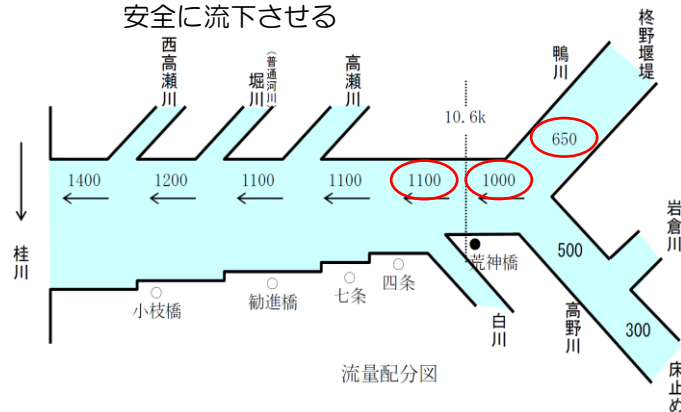 安全に流下させる
西高瀬川
堀川
(普通河川)
高瀬川
鴨川
柊野堰堤
10.6k
650
1400
1200
1100
1100
1100
1000
岩倉川
桂川
500
荒神橋
四条
七条
勧進橋
小枝橋
白川
高野川
300
床止め
流量配分図